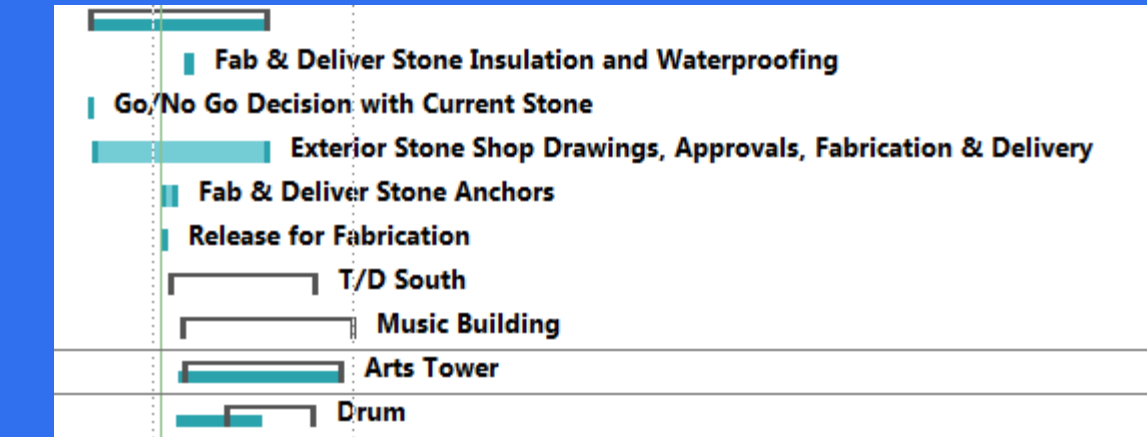 Fab & Deliver Stone Insulation and Waterproofing
Go/No Go Decision with Current Stone
Exterior Stone Shop Drawings, Approvals, Fabrication & Delivery
Fab & Deliver Stone Anchors
Release for Fabrication
T/D South
Music Building
Arts Tower
Drum